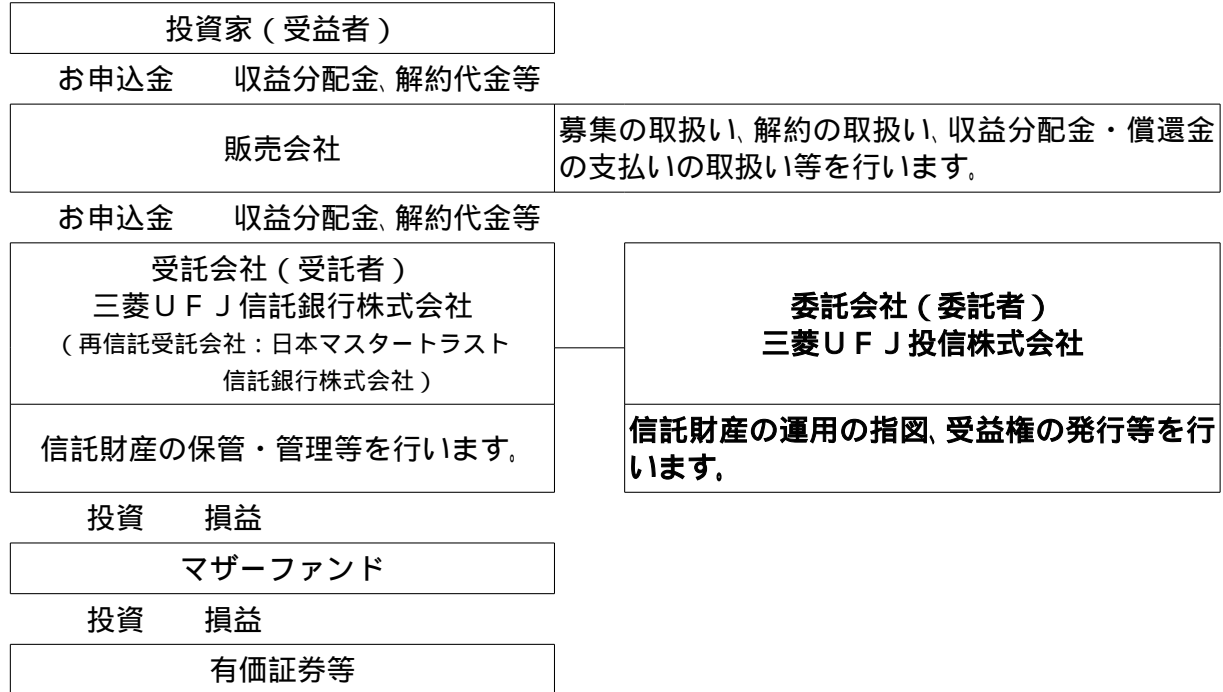 投資家（受益者）
お申込金　　収益分配金、解約代金等
販売会社
募集の取扱い、解約の取扱い、収益分配金・償還金
の支払いの取扱い等を行います。
お申込金　　収益分配金、解約代金等
受託会社（受託者）
三菱ＵＦＪ信託銀行株式会社
（再信託受託会社：日本マスタートラスト
信託銀行株式会社）
委託会社（委託者）
三菱ＵＦＪ投信株式会社
信託財産の保管・管理等を行います。
信託財産の運用の指図、受益権の発行等を行
います。
投資　　損益
マザーファンド
投資　　損益
有価証券等